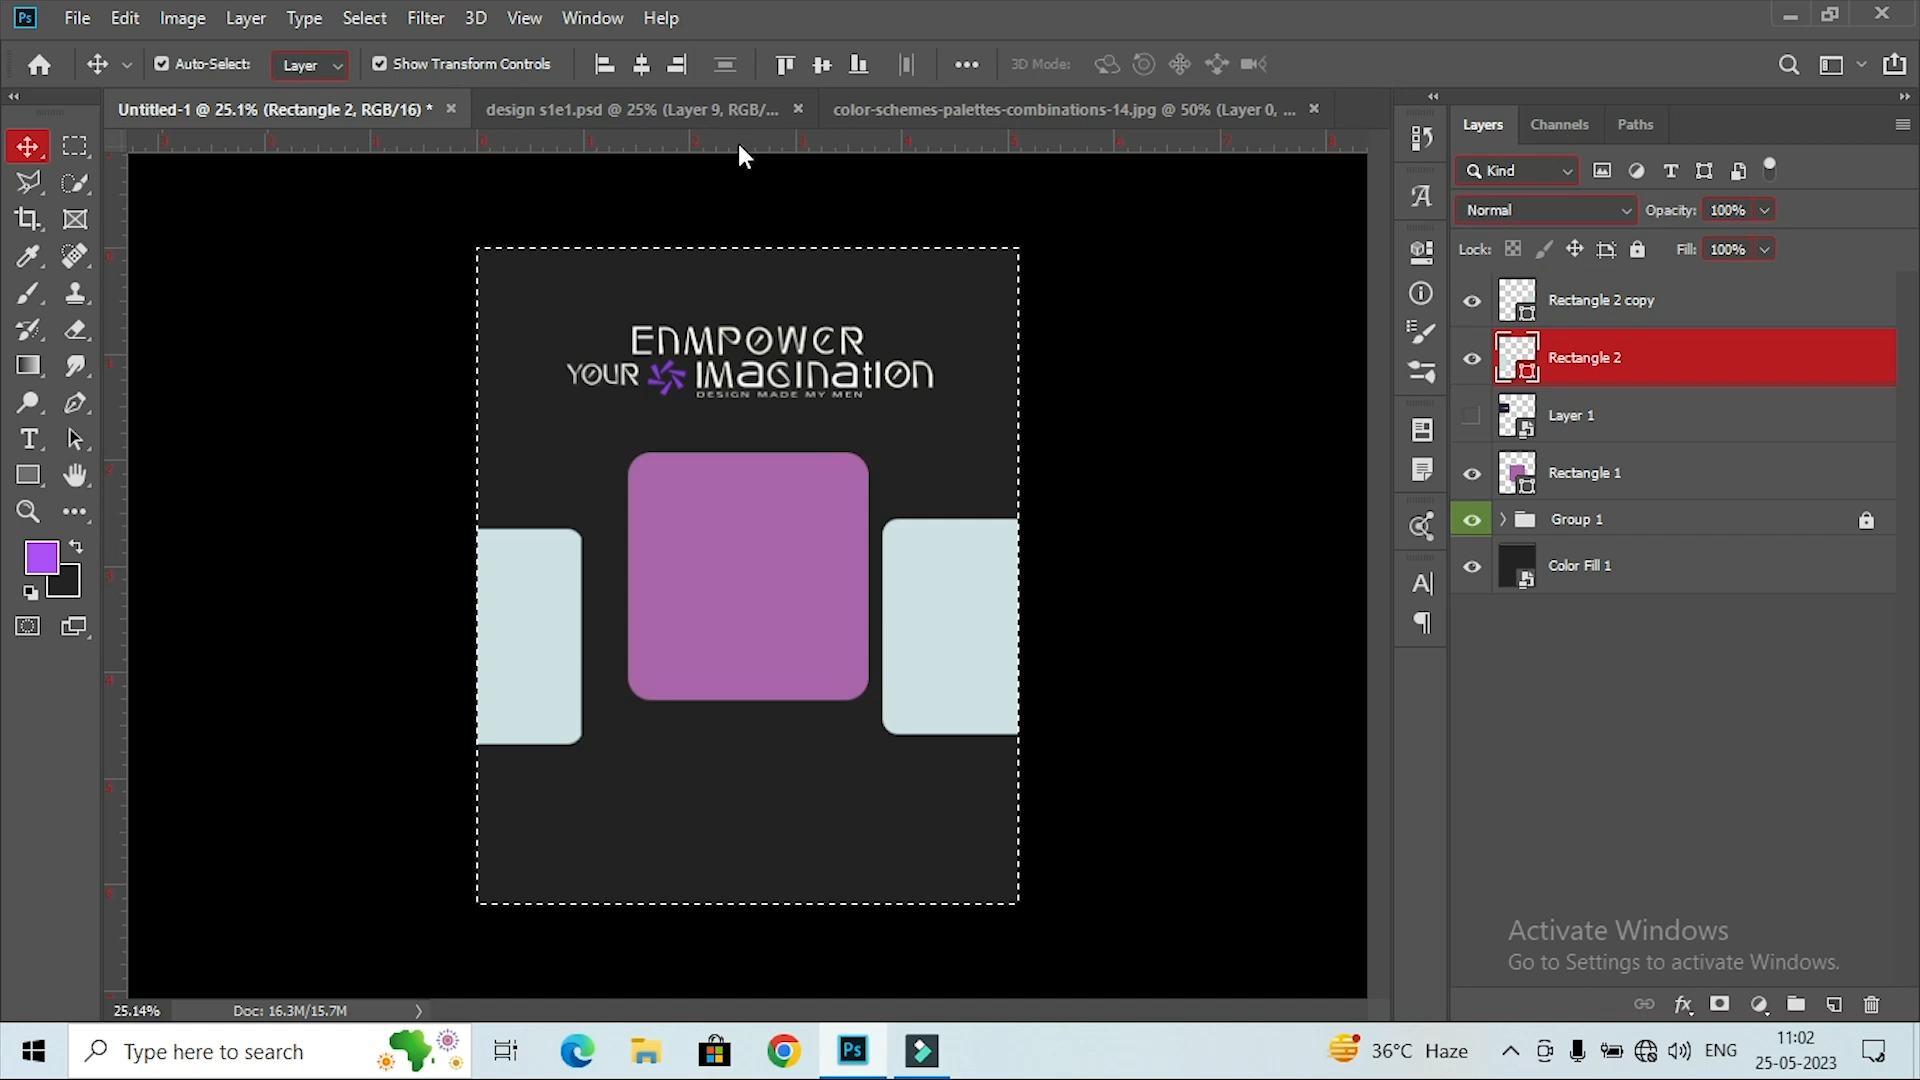 Ps File Edit Image Layer Type Select Filter 3D View Window Help
Auto-Select: Layer Show Transform Controls 3D Mode:
Untitled-1 @ 25.1% (Rectangle 2, RGB/16) *
design s1e1.psd @ 25% (Layer 9, RGB/...
color-schemes-palettes-combinations-14.jpg @ 50% (Layer 0, ...
Layers Channels Paths
Kind
Normal Opacity: 100%
Lock: Fill: 100%
Rectangle 2 copy
Rectangle 2
Layer 1
Rectangle 1
Group 1
Color Fill 1
ENMPOWER
YOUR IMAGINATION
DESIGN MADE MY MEN
Activate Windows
Go to Settings to activate Windows.
25.14% Doc: 16.3M/15.7M
Type here to search
Ps
36°C Haze
ENG
11:02
25-05-2023